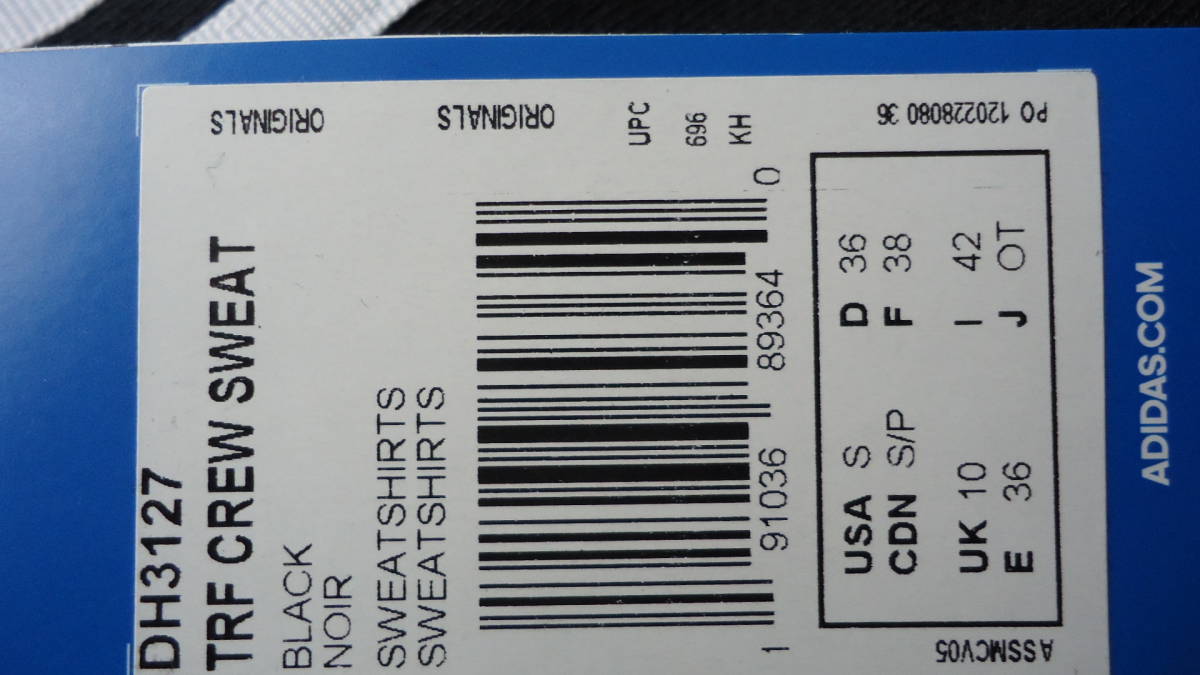 DH3127
TRF CREW SWEAT
ORIGINALS
BLACK
NOIR
SWEATSHIRTS
SWEATSHIRTS
ORIGINALS
UPC
696
KH
1 91036 89364 0
USA S D 36
CDN S/P F 38
UK 10 I 42
E 36 J OT
PO 120228080 36
ASSMCV05
ADIDAS.COM